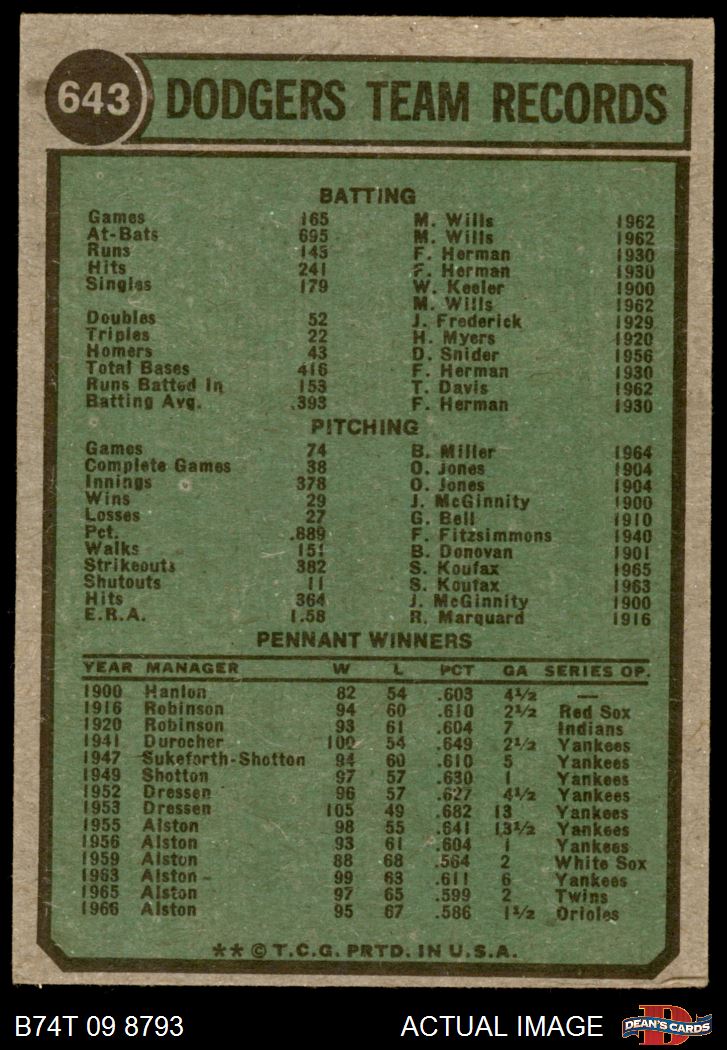 643 DODGERS TEAM RECORDS
BATTING
Games 165 M. Wills 1962
At-Bats 695 M. Wills 1962
Runs 143 F. Herman 1930
Hits 241 F. Herman 1930
Singles 179 W. Keeler 1900
M. Wills 1962
Doubles 52 J. Frederick 1929
Triples 22 H. Myers 1920
Homers 43 D. Snider 1956
Total Bases 416 F. Herman 1930
Runs Batted In 153 T. Davis 1962
Batting Avg. .393 F. Herman 1930
PITCHING
Games 74 B. Miller 1964
Complete Games 38 O. Jones 1904
Innings 378 O. Jones 1904
Wins 29 J. McGinnity 1900
Losses 27 G. Bell 1910
Pct. .889 F. Fitzsimmons 1940
Walks 151 B. Donovan 1901
Strikeouts 382 S. Koufax 1965
Shutouts 11 S. Koufax 1963
Hits 364 J. McGinnity 1900
E.R.A. 1.58 R. Marquard 1916
PENNANT WINNERS
YEAR MANAGER W L PCT GA SERIES OP.
1900 Hanlon 82 54 .603 4½ —
1916 Robinson 94 60 .610 2½ Red Sox
1920 Robinson 93 61 .604 7 Indians
1941 Durocher 100 54 .649 2½ Yankees
1947 Sukeforth-Shotton 94 60 .610 5 Yankees
1949 Shotton 97 57 .630 1 Yankees
1952 Dressen 96 57 .627 4½ Yankees
1953 Dressen 105 49 .682 13 Yankees
1955 Alston 98 55 .641 13½ Yankees
1956 Alston 93 61 .604 1 Yankees
1959 Alston 88 68 .564 2 White Sox
1963 Alston 99 63 .611 6 Yankees
1965 Alston 97 65 .599 2 Twins
1966 Alston 95 67 .586 1½ Orioles
** © T.C.G. PRTD. IN U.S.A.
B74T 09 8793 ACTUAL IMAGE D DEAN'S CARDS